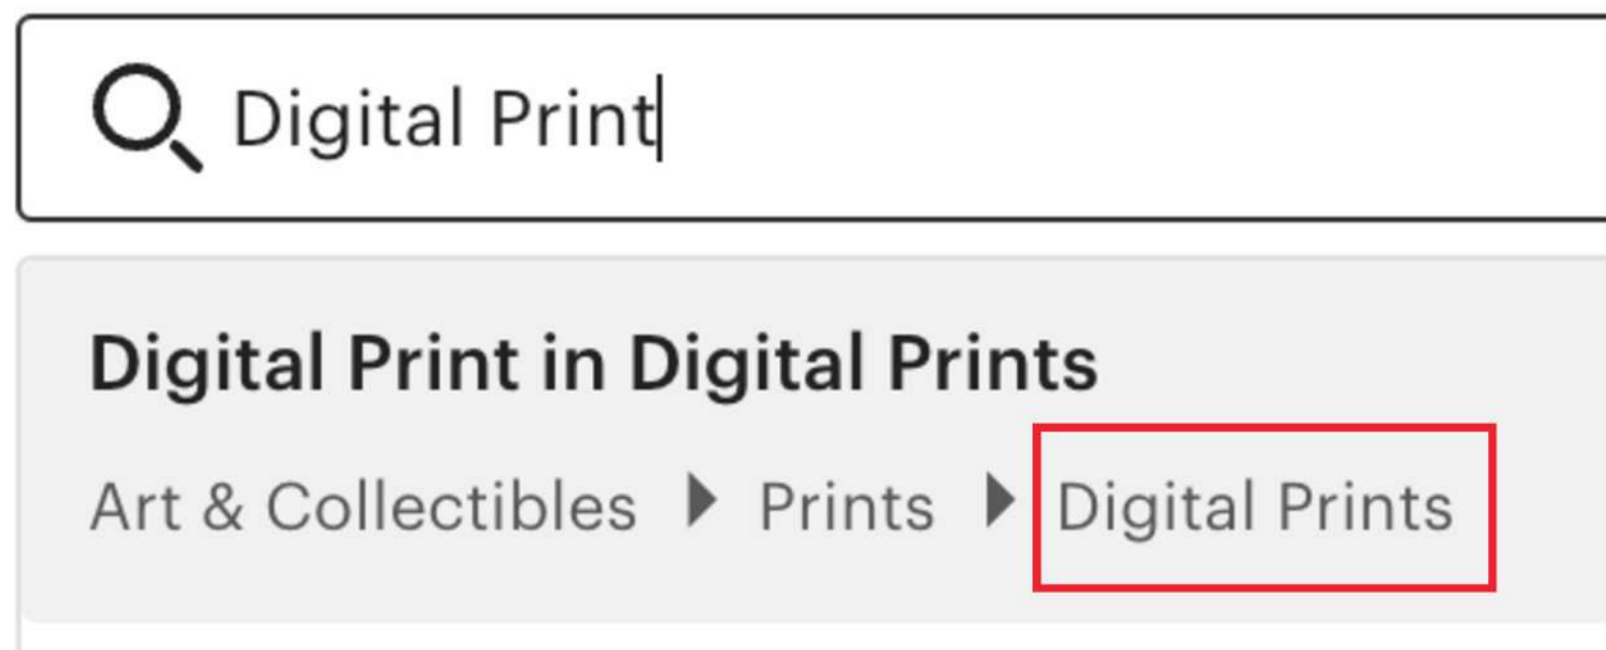 Digital Print
Digital Print in Digital Prints
Art & Collectibles Prints Digital Prints